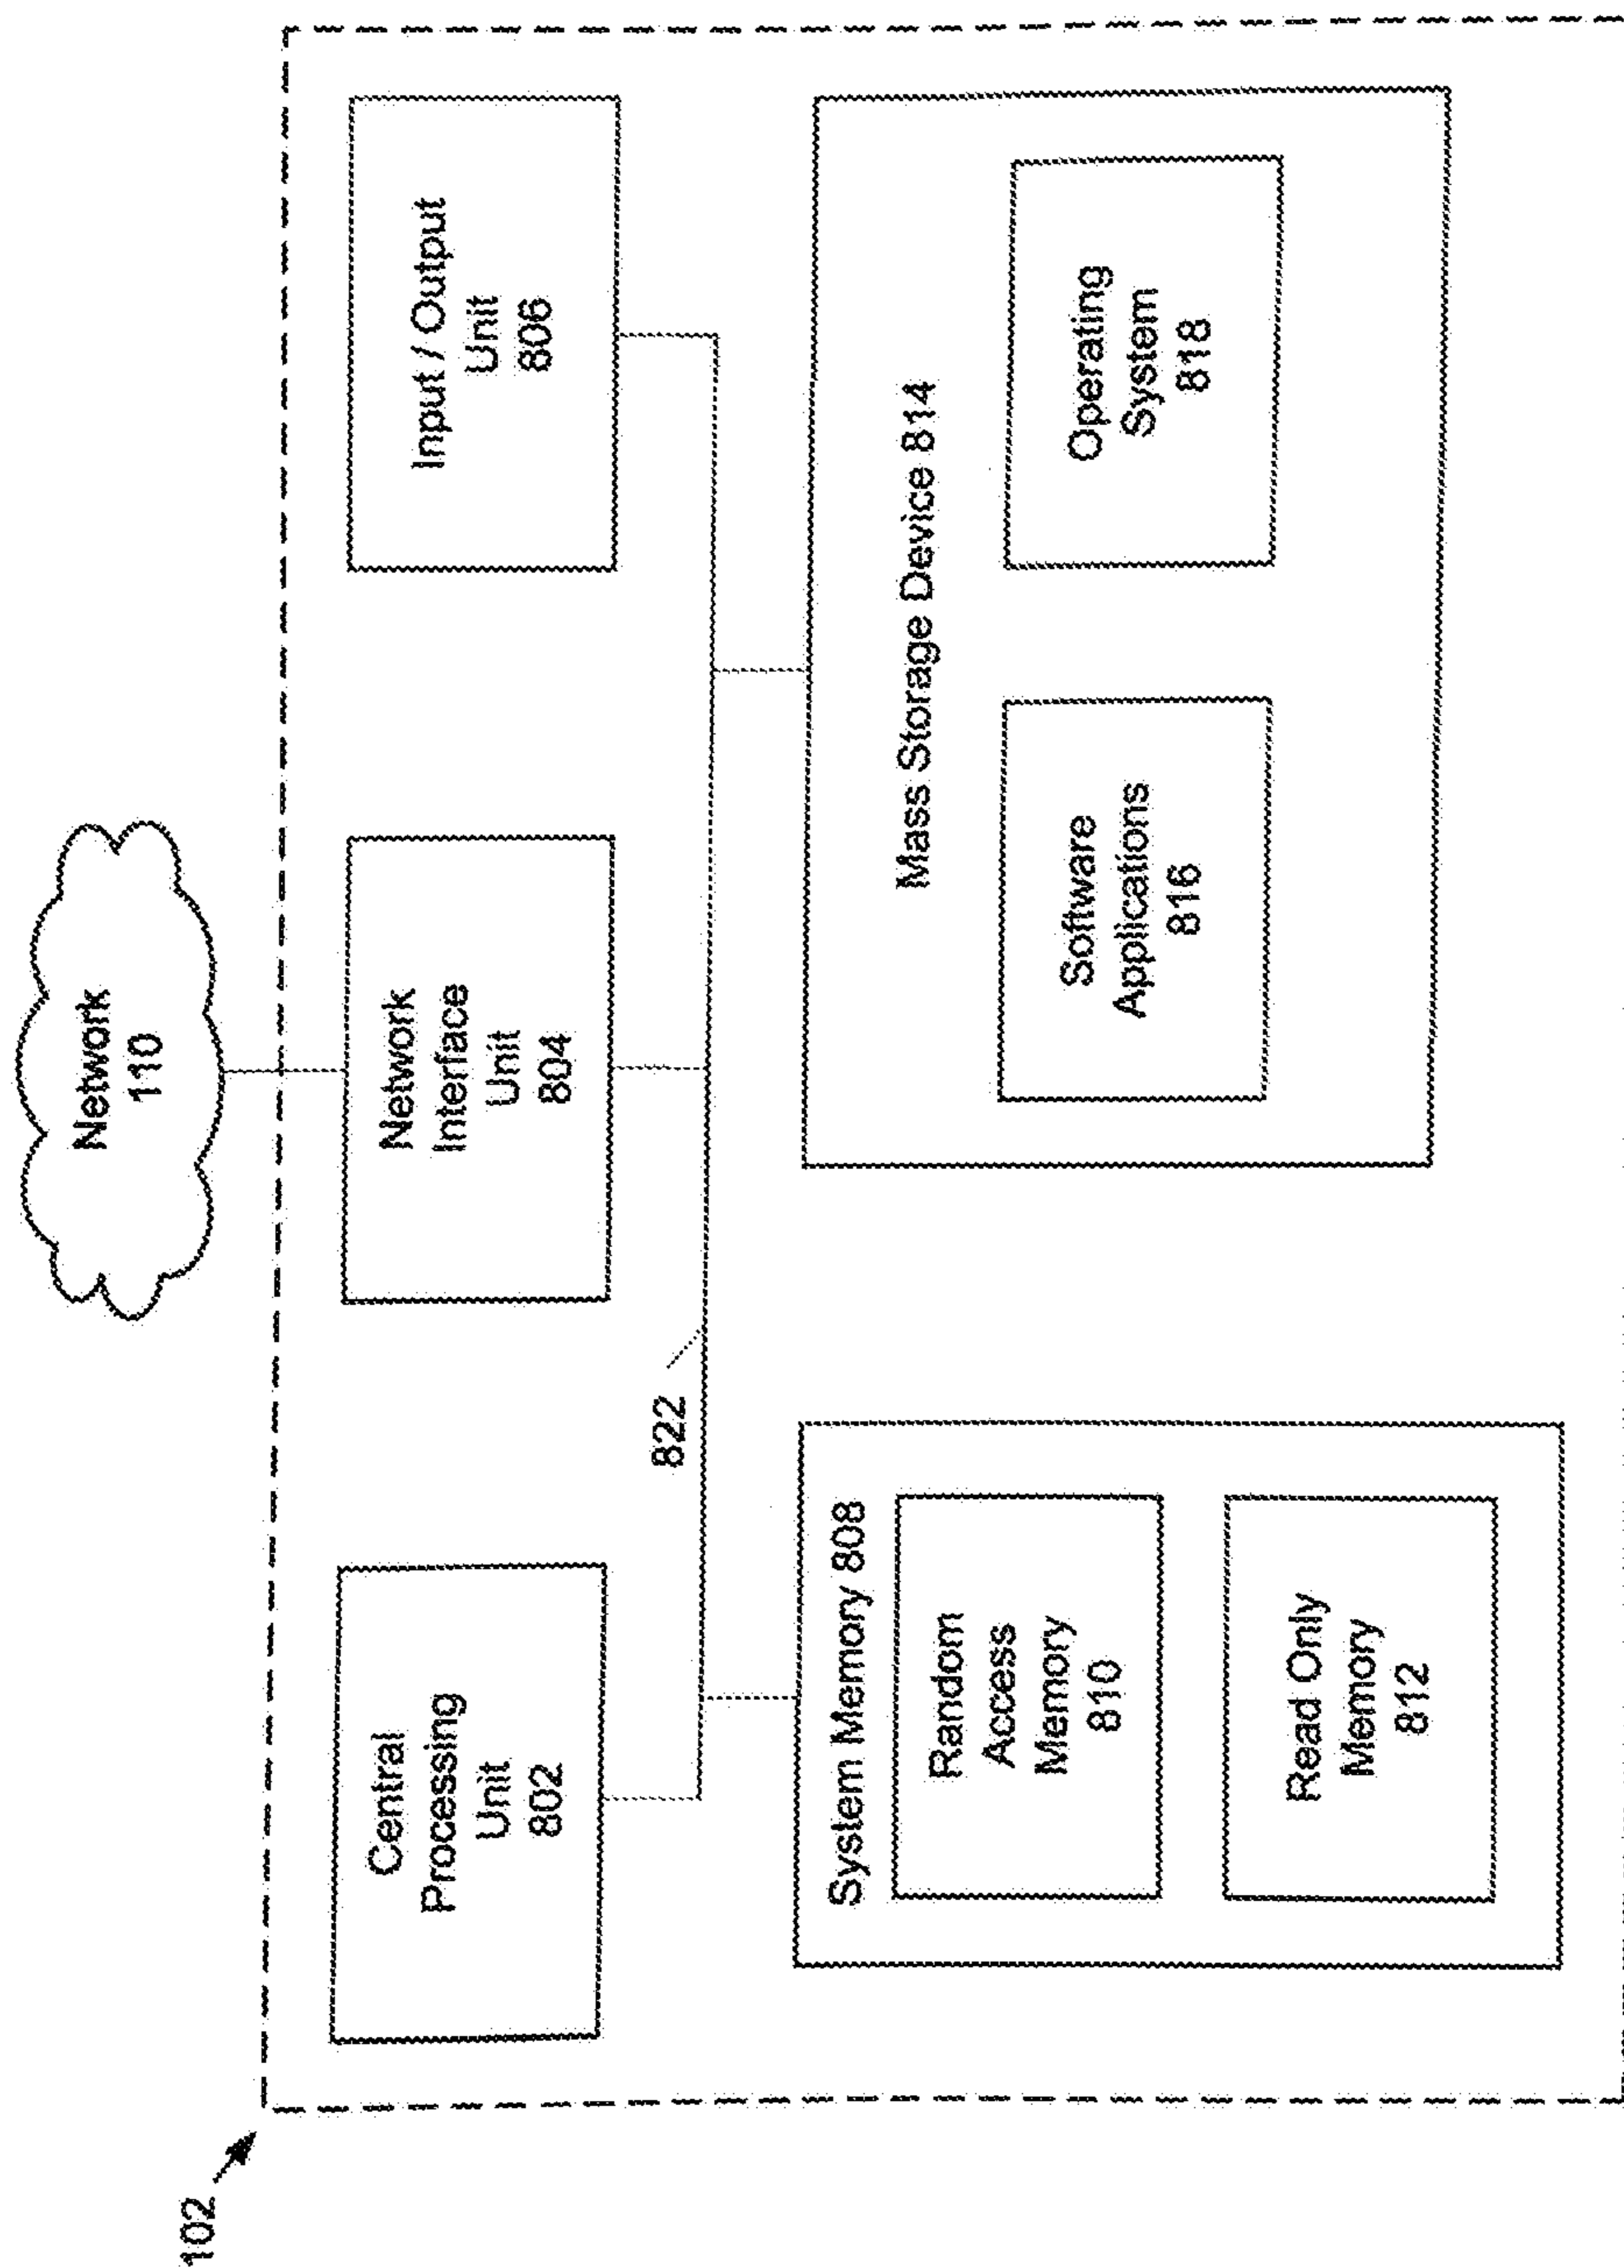 102
Network
110
Central
Processing
Unit
802
Network
Interface
Unit
804
Input / Output
Unit
806
822
System Memory 808
Random
Access
Memory
810
Read Only
Memory
812
Mass Storage Device 814
Software
Applications
816
Operating
System
818